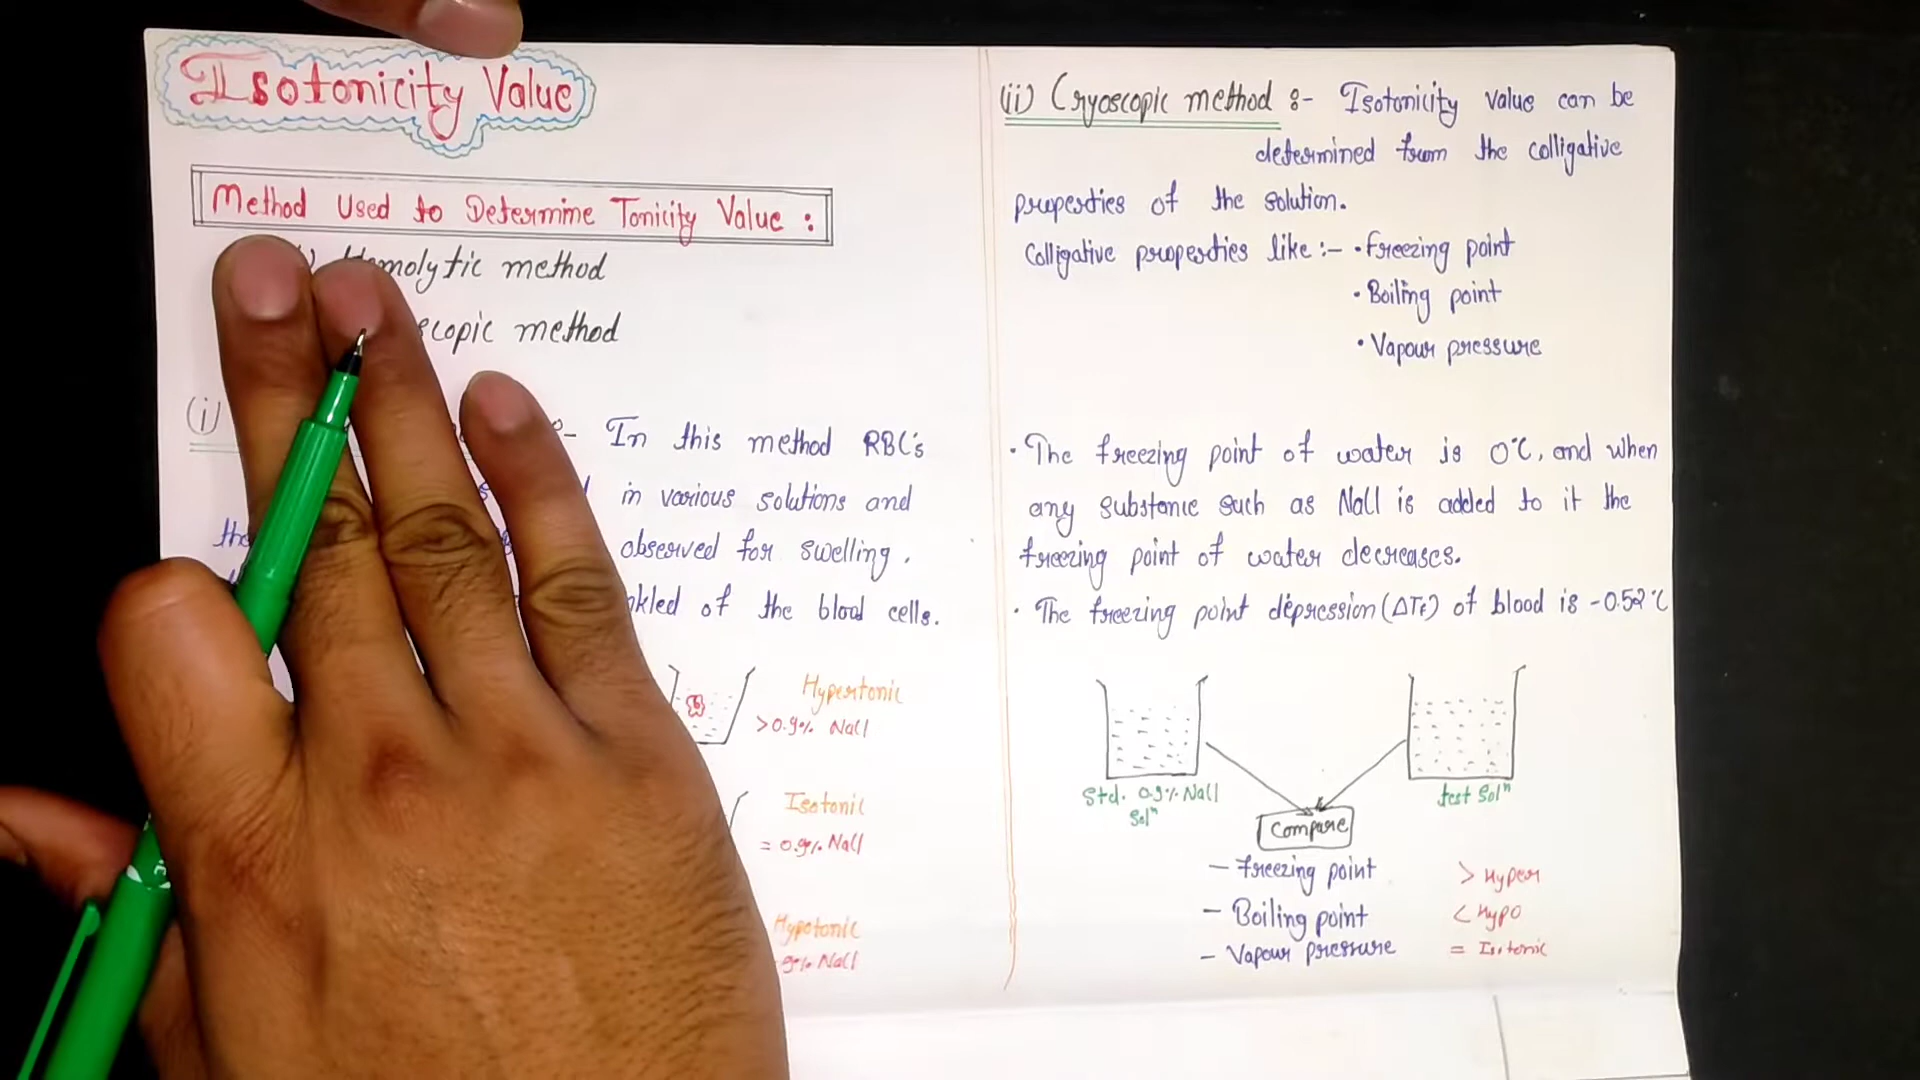 Isotonicity Value
Method Used to Determine Tonicity Value :
molytic method
scopic method
(i)
:- In this method RBC's
in various solutions and
the observed for swelling.
nkled of the blood cells.
Hypertonic
>0.9% NaCl
Isotonic
= 0.9% NaCl
Hypotonic
9% NaCl
(ii) Cryoscopic method :- Isotonicity value can be
determined from the colligative
properties of the solution.
Colligative properties like :- • Freezing point
• Boiling point
• Vapour pressure
• The freezing point of water is 0°C, and when
any substance such as NaCl is added to it the
freezing point of water decreases.
• The freezing point depression (ΔTf) of blood is -0.52°C
Std. 0.9% NaCl
Solⁿ
test Solⁿ
Compare
- Freezing point
- Boiling point
- Vapour pressure
> Hyper
< Hypo
= Isotonic